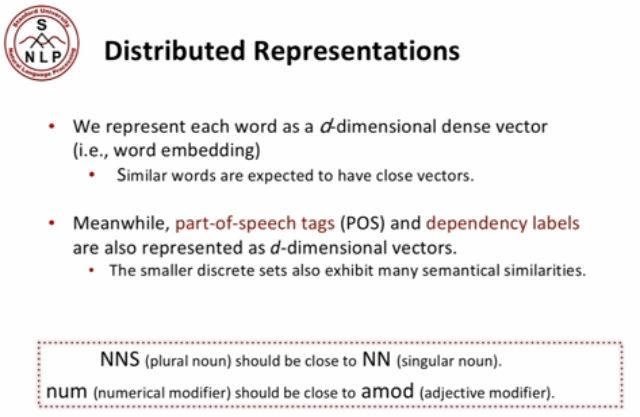 Stanford University
S
NLP
Natural Language Processing
Distributed Representations
• We represent each word as a d-dimensional dense vector
(i.e., word embedding)
• Similar words are expected to have close vectors.
• Meanwhile, part-of-speech tags (POS) and dependency labels
are also represented as d-dimensional vectors.
• The smaller discrete sets also exhibit many semantical similarities.
NNS (plural noun) should be close to NN (singular noun).
num (numerical modifier) should be close to amod (adjective modifier).